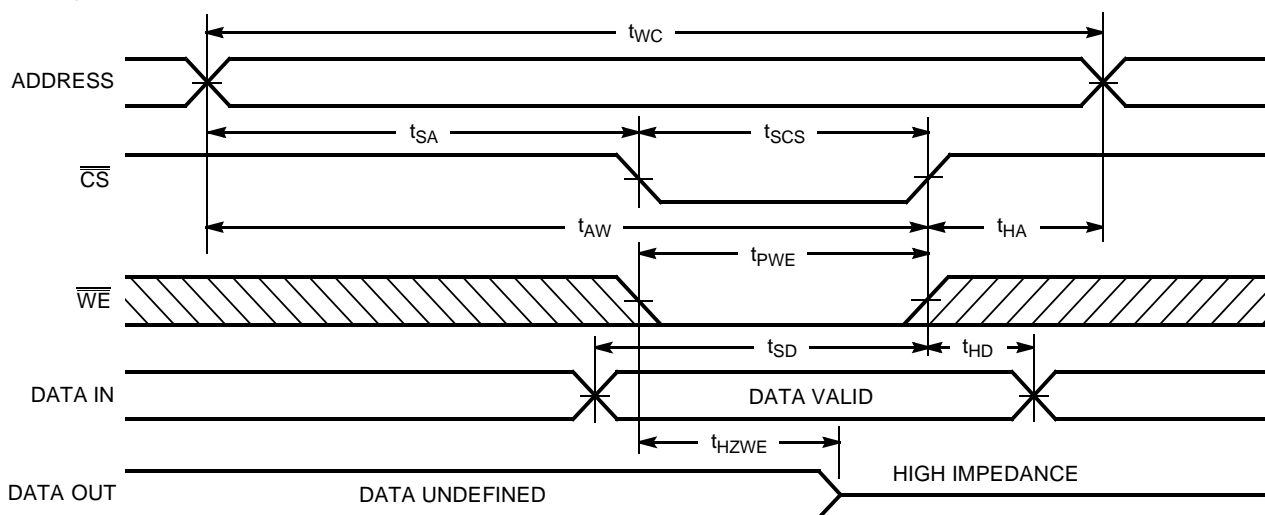 tWC
ADDRESS
tSA
tSCS
CS
tAW
tHA
tPWE
WE
tSD
tHD
DATA IN
DATA VALID
tHZWE
HIGH IMPEDANCE
DATA OUT
DATA UNDEFINED